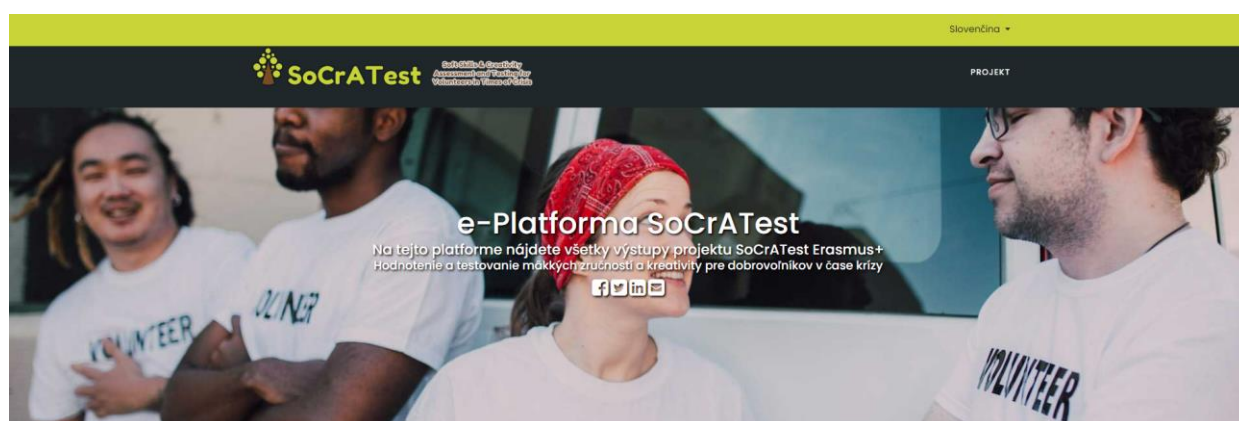 Slovenčina
SoCrATest
Soft Skills & Creativity
Assessment and Testing for
Volunteers in Times of Crisis
PROJEKT
e-Platforma SoCrATest
Na tejto platforme nájdete všetky výstupy projektu SoCrATest Erasmus+
Hodnotenie a testovanie mäkkých zručností a kreativity pre dobrovoľníkov v čase krízy
VOLUNTEER
VOLUNTEER